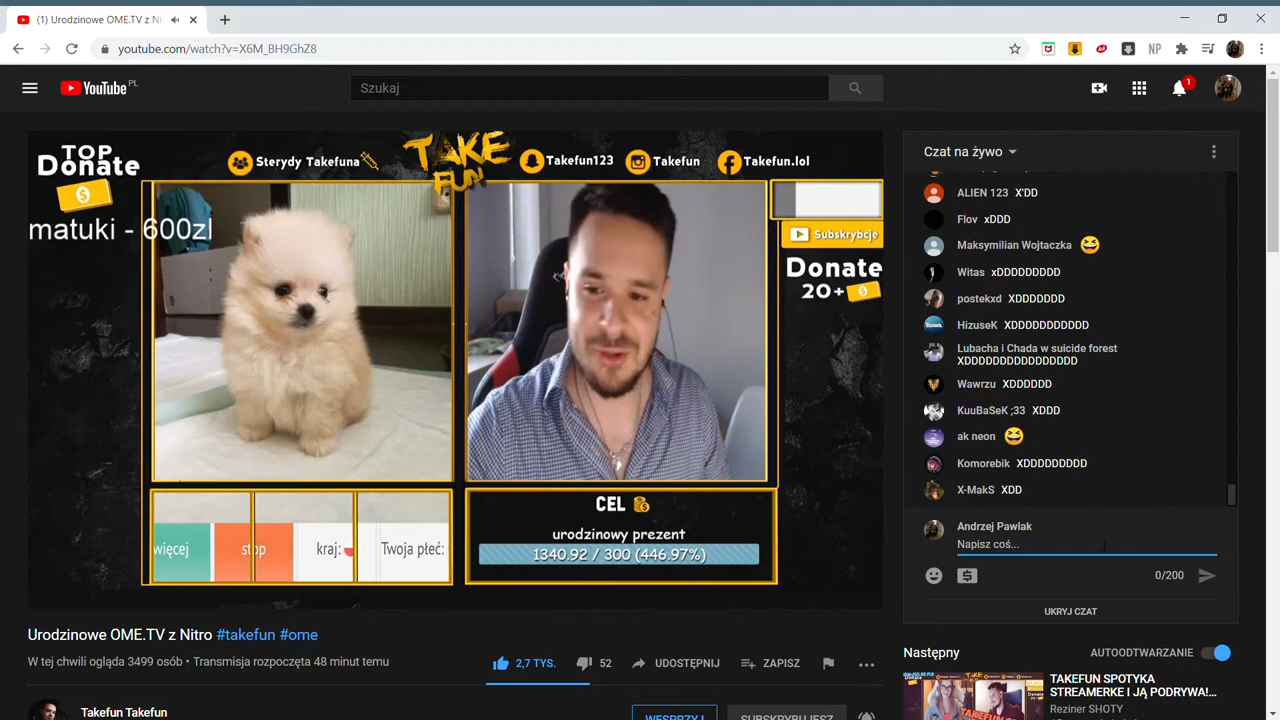 (1) Urodzinowe OME.TV z Ni
youtube.com/watch?v=X6M_BH9GhZ8
NP
YouTube PL
Szukaj
1
TOP
Donate
matuki - 600zl
Sterydy Takefuna
TAKE
FUN
Takefun123
Takefun
Takefun.lol
Subskrybcje
Donate
20+
więcej
stop
kraj:
Twoja płeć:
CEL
urodzinowy prezent
1340.92 / 300 (446.97%)
Czat na żywo
ALIEN 123 X'DD
Flov xDDD
Maksymilian Wojtaczka
Witas xDDDDDDDDD
postekxd XDDDDDDD
HizuseK XDDDDDDDDDDD
Lubacha i Chada w suicide forest
XDDDDDDDDDDDDDDDD
Wawrzu XDDDDDD
KuuBaSeK ;33 XDDD
ak neon
Komorebik XDDDDDDDDD
X-MakS XDD
Andrzej Pawlak
Napisz coś...
0/200
UKRYJ CZAT
Urodzinowe OME.TV z Nitro #takefun #ome
W tej chwili ogląda 3499 osób • Transmisja rozpoczęta 48 minut temu
2,7 TYS.
52
UDOSTĘPNIJ
ZAPISZ
Takefun Takefun
WESPRZYJ
SUBSKRYBUJESZ
Następny
AUTOODTWARZANIE
TAKEFUN SPOTYKA
STREAMERKE I JĄ PODRYWA!...
Reziner SHOTY